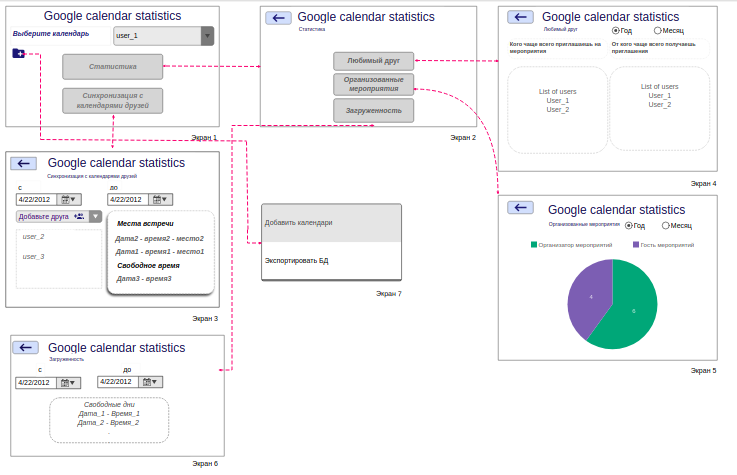 Google calendar statistics
Выберите календарь
user_1
Статистика
Синхронизация с
календарями друзей
Экран 1
Google calendar statistics
Статистика
Любимый друг
Организованные
мероприятия
Загруженность
Экран 2
Google calendar statistics
Любимый друг
Год
Месяц
Кого чаще всего приглашаешь на
мероприятия
От кого чаще всего получаешь
приглашения
List of users
User_1
User_2
List of users
User_1
User_2
Экран 4
Google calendar statistics
Синхронизация с календарями друзей
с
до
4/22/2012
4/22/2012
Добавьте друга
user_2
user_3
Места встречи
Дата2 - время2 - место2
Дата1 - время1 - место1
Свободное время
Дата3 - время3
Экран 3
Добавить календари
Экспортировать БД
Экран 7
Google calendar statistics
Организованные мероприятия
Год
Месяц
Организатор мероприятий
Гость мероприятий
4
6
Экран 5
Google calendar statistics
Загруженность
с
до
4/22/2012
4/22/2012
Свободные дни
Дата_1 - Время_1
Дата_2 - Время_2
.
Экран 6